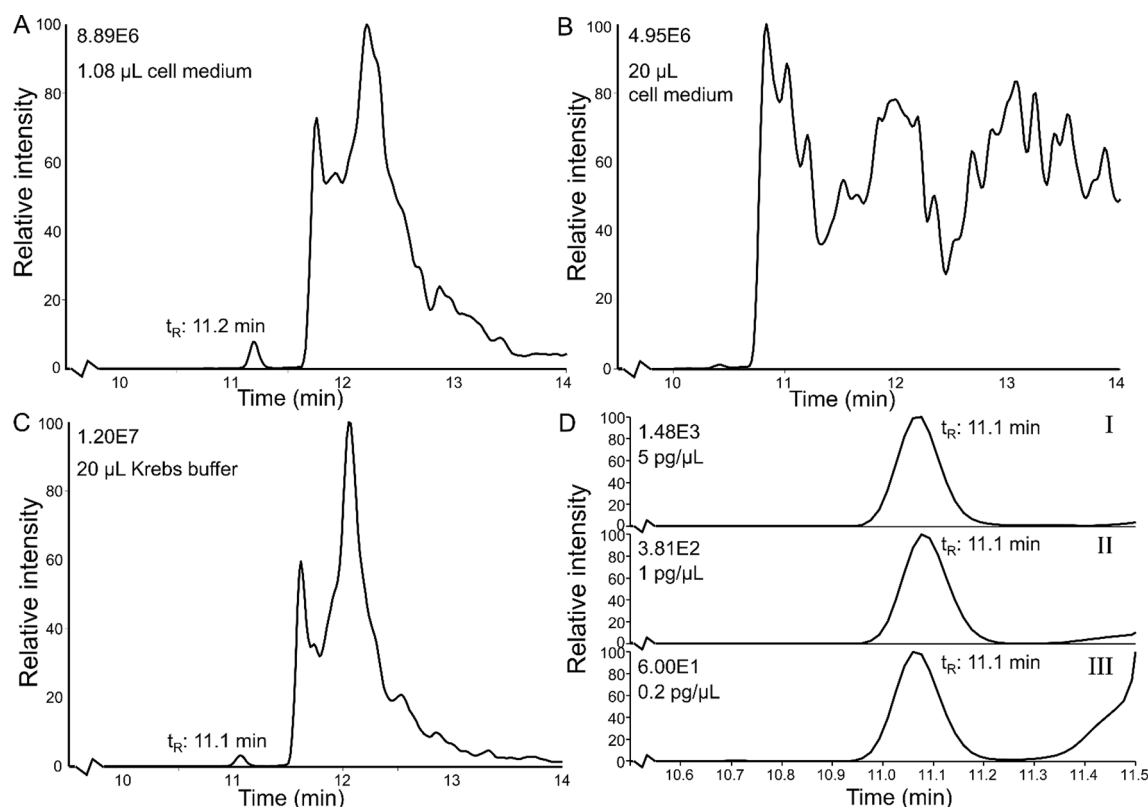 A
8.89E6
1.08 µL cell medium
Relative intensity
100
80
60
40
20
0
tR: 11.2 min
10
11
12
13
14
Time (min)
B
4.95E6
20 µL
cell medium
Relative intensity
100
80
60
40
20
0
10
11
12
13
14
Time (min)
C
1.20E7
20 µL Krebs buffer
Relative intensity
100
80
60
40
20
0
tR: 11.1 min
10
11
12
13
14
Time (min)
D
Relative intensity
100
80
60
40
20
0
1.48E3
5 pg/µL
tR: 11.1 min
I
100
80
60
40
20
0
3.81E2
1 pg/µL
tR: 11.1 min
II
100
80
60
40
20
0
6.00E1
0.2 pg/µL
tR: 11.1 min
III
10.6
10.7
10.8
10.9
11.0
11.1
11.2
11.3
11.4
11.5
Time (min)